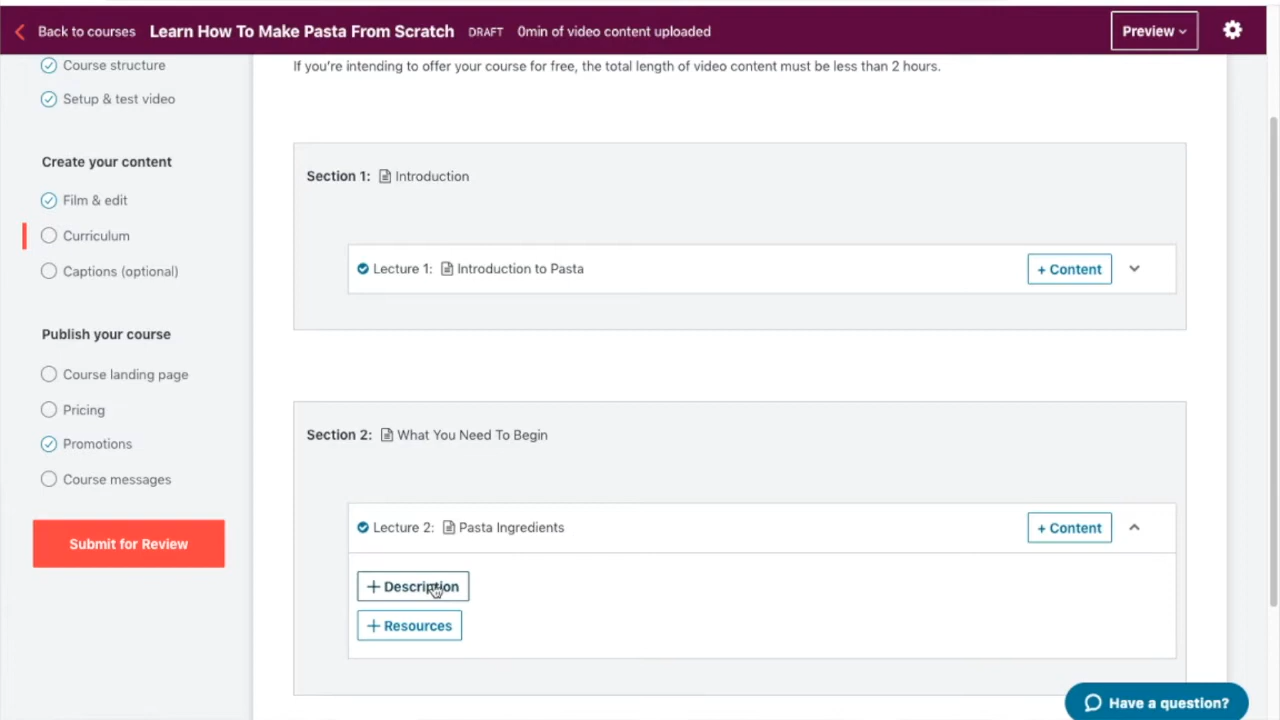 Back to courses Learn How To Make Pasta From Scratch DRAFT 0min of video content uploaded Preview
Course structure
Setup & test video
Create your content
Film & edit
Curriculum
Captions (optional)
Publish your course
Course landing page
Pricing
Promotions
Course messages
Submit for Review
If you're intending to offer your course for free, the total length of video content must be less than 2 hours.
Section 1: Introduction
Lecture 1: Introduction to Pasta + Content
Section 2: What You Need To Begin
Lecture 2: Pasta Ingredients + Content
+ Description
+ Resources
Have a question?